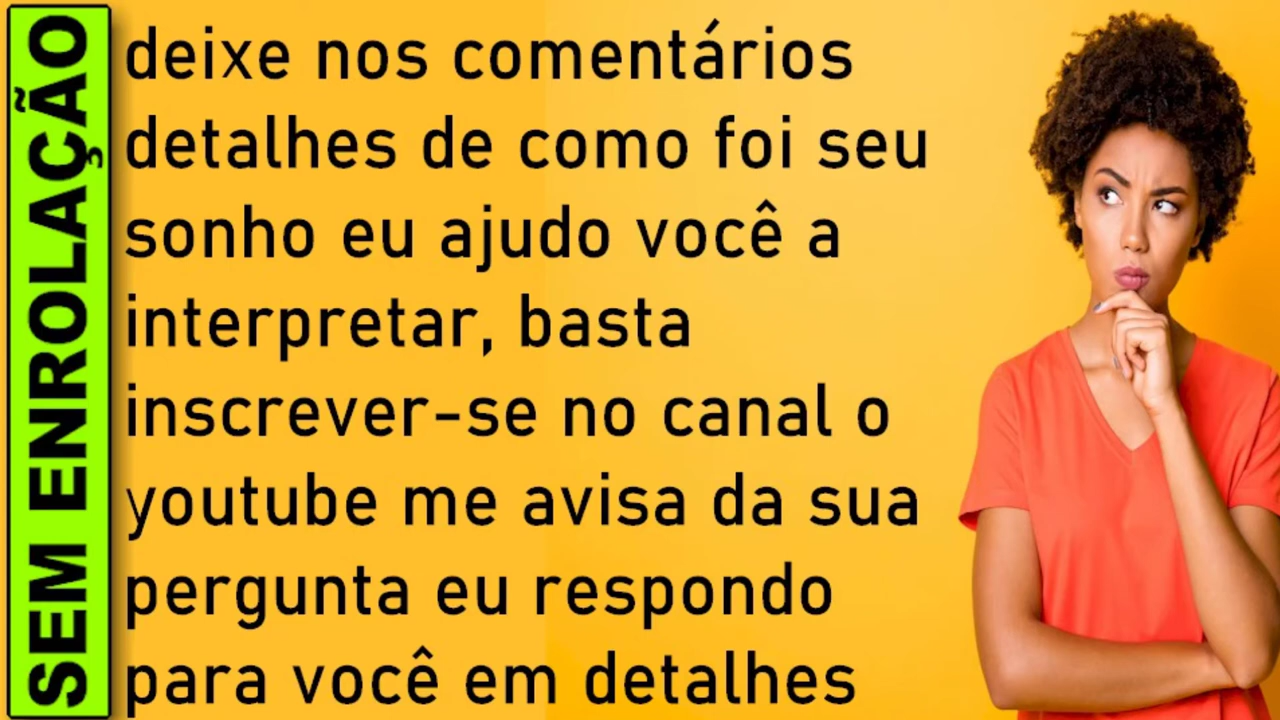 SEM ENROLAÇÃO
deixe nos comentários
detalhes de como foi seu
sonho eu ajudo você a
interpretar, basta
inscrever-se no canal o
youtube me avisa da sua
pergunta eu respondo
para você em detalhes